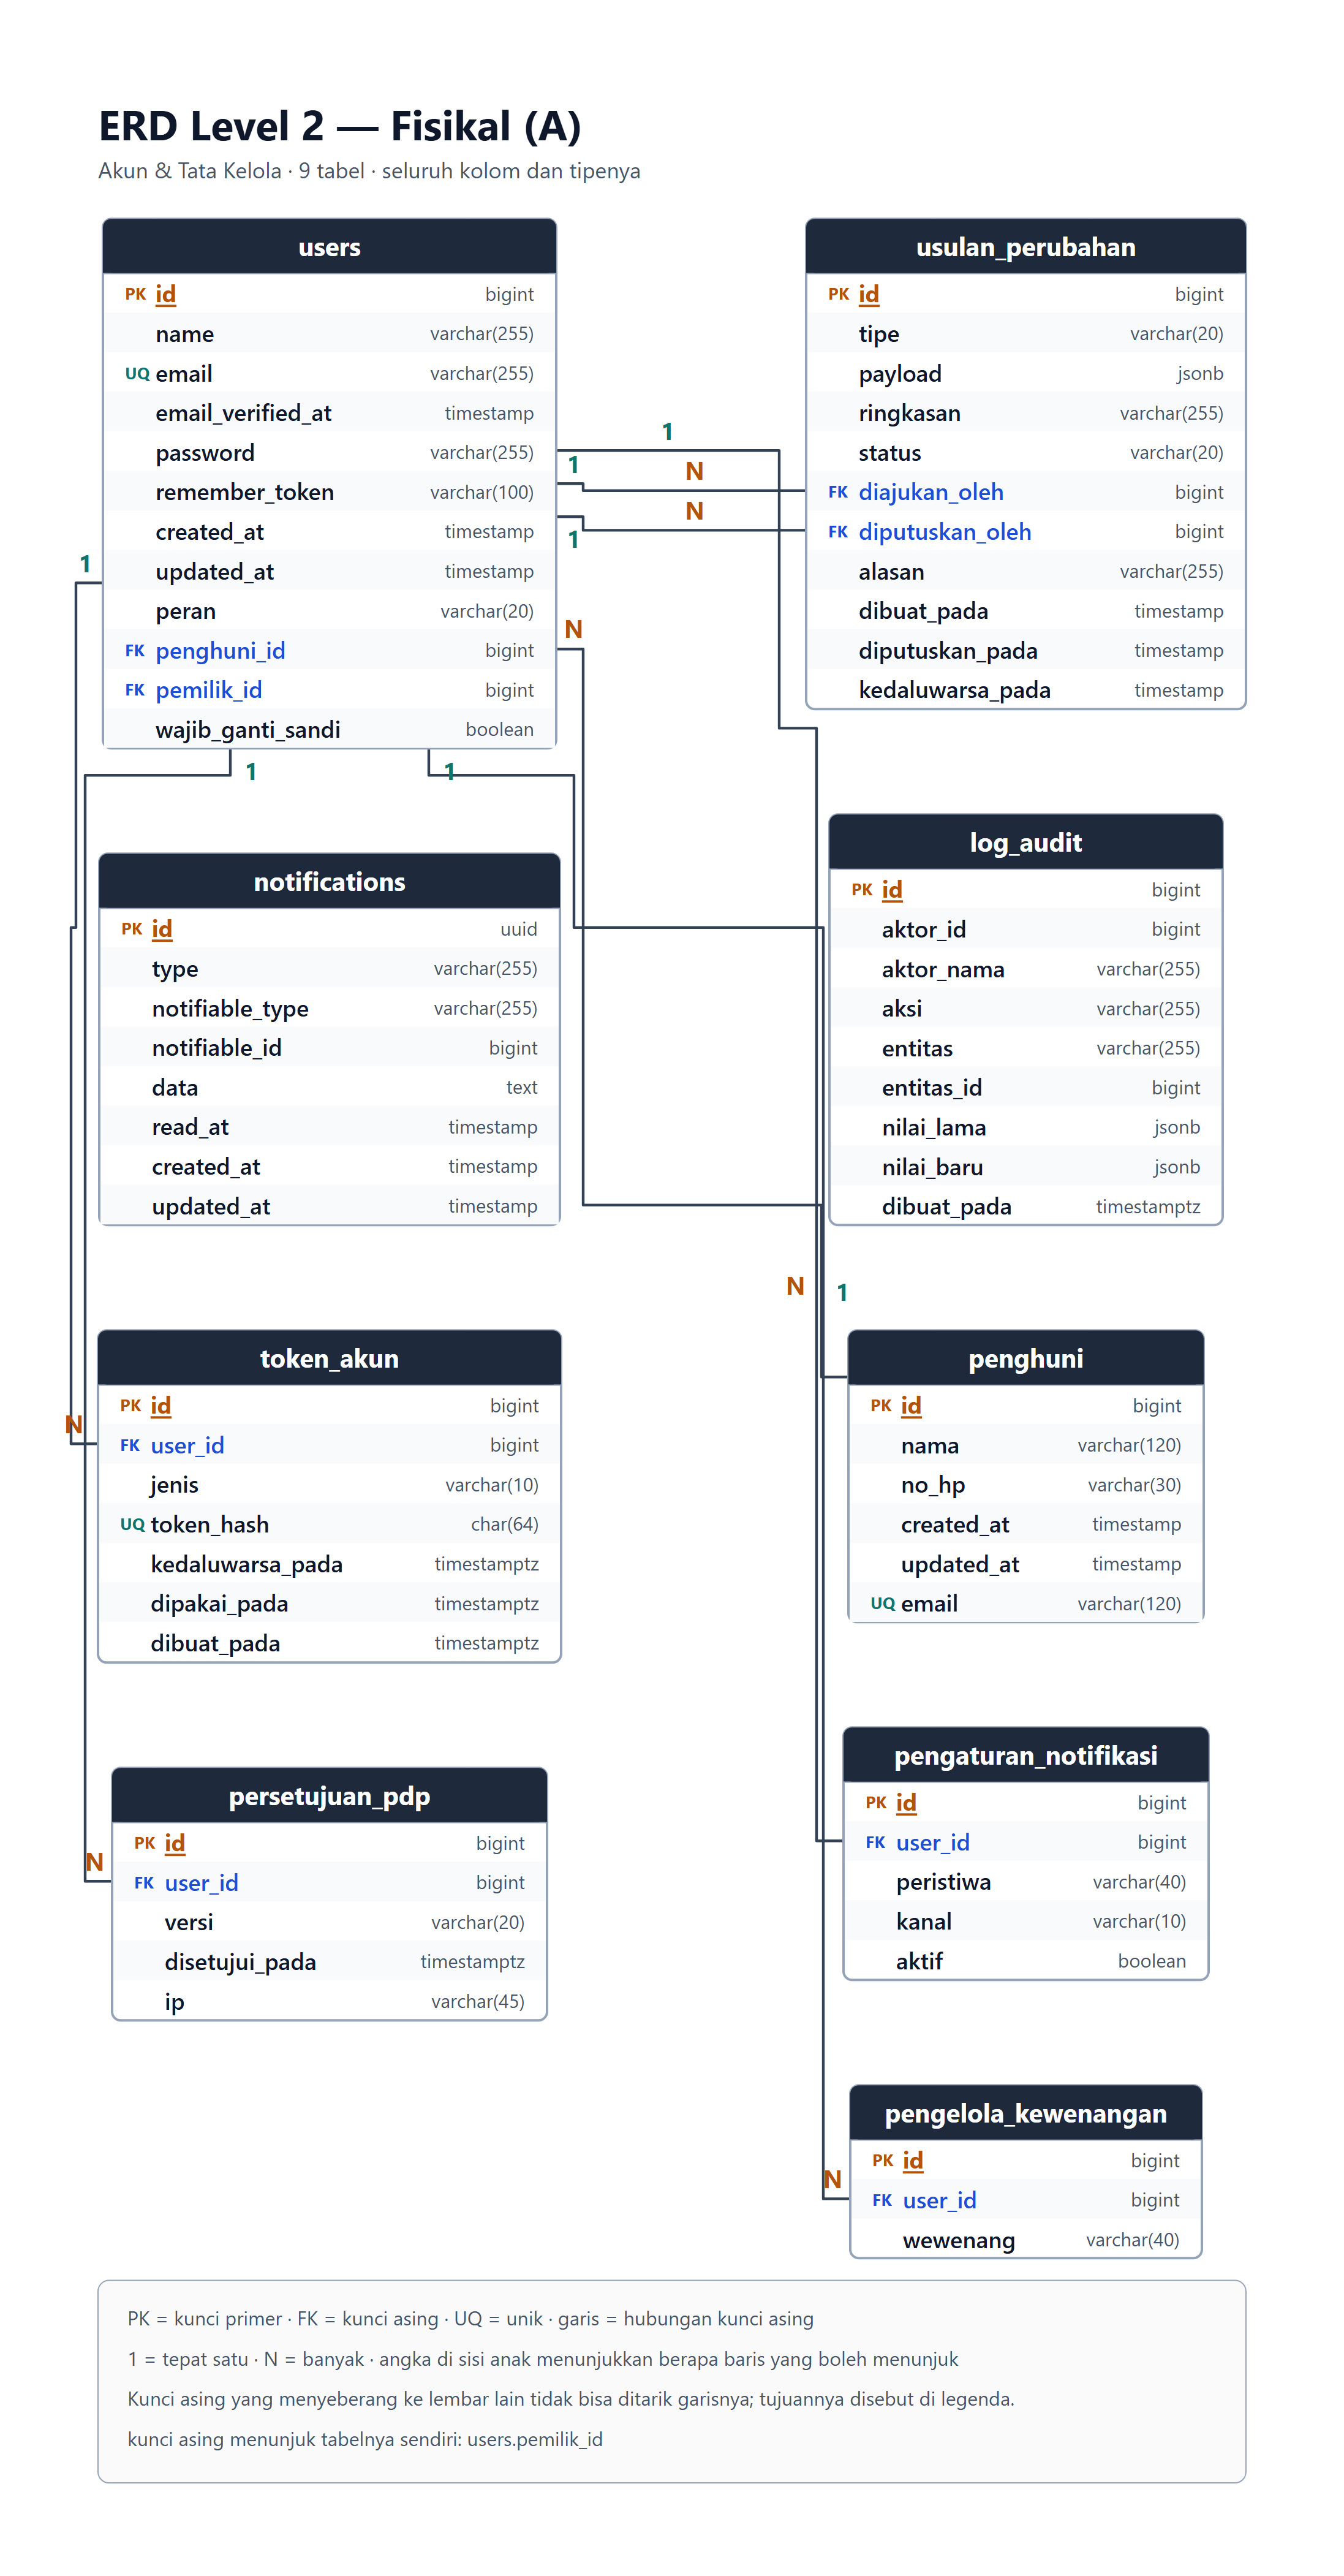 ERD Level 2 — Fisikal (A)
Akun & Tata Kelola · 9 tabel · seluruh kolom dan tipenya
users
PK id bigint
name varchar(255)
UQ email varchar(255)
email_verified_at timestamp
password varchar(255)
remember_token varchar(100)
created_at timestamp
updated_at timestamp
peran varchar(20)
FK penghuni_id bigint
FK pemilik_id bigint
wajib_ganti_sandi boolean
usulan_perubahan
PK id bigint
tipe varchar(20)
payload jsonb
ringkasan varchar(255)
status varchar(20)
FK diajukan_oleh bigint
FK diputuskan_oleh bigint
alasan varchar(255)
dibuat_pada timestamp
diputuskan_pada timestamp
kedaluwarsa_pada timestamp
1
1
N
N
1
1
N
1
1
notifications
PK id uuid
type varchar(255)
notifiable_type varchar(255)
notifiable_id bigint
data text
read_at timestamp
created_at timestamp
updated_at timestamp
log_audit
PK id bigint
aktor_id bigint
aktor_nama varchar(255)
aksi varchar(255)
entitas varchar(255)
entitas_id bigint
nilai_lama jsonb
nilai_baru jsonb
dibuat_pada timestamptz
N
1
token_akun
PK id bigint
FK user_id bigint
jenis varchar(10)
UQ token_hash char(64)
kedaluwarsa_pada timestamptz
dipakai_pada timestamptz
dibuat_pada timestamptz
N
penghuni
PK id bigint
nama varchar(120)
no_hp varchar(30)
created_at timestamp
updated_at timestamp
UQ email varchar(120)
persetujuan_pdp
PK id bigint
FK user_id bigint
versi varchar(20)
disetujui_pada timestamptz
ip varchar(45)
N
pengaturan_notifikasi
PK id bigint
FK user_id bigint
peristiwa varchar(40)
kanal varchar(10)
aktif boolean
pengelola_kewenangan
PK id bigint
FK user_id bigint
wewenang varchar(40)
N
PK = kunci primer · FK = kunci asing · UQ = unik · garis = hubungan kunci asing
1 = tepat satu · N = banyak · angka di sisi anak menunjukkan berapa baris yang boleh menunjuk
Kunci asing yang menyeberang ke lembar lain tidak bisa ditarik garisnya; tujuannya disebut di legenda.
kunci asing menunjuk tabelnya sendiri: users.pemilik_id